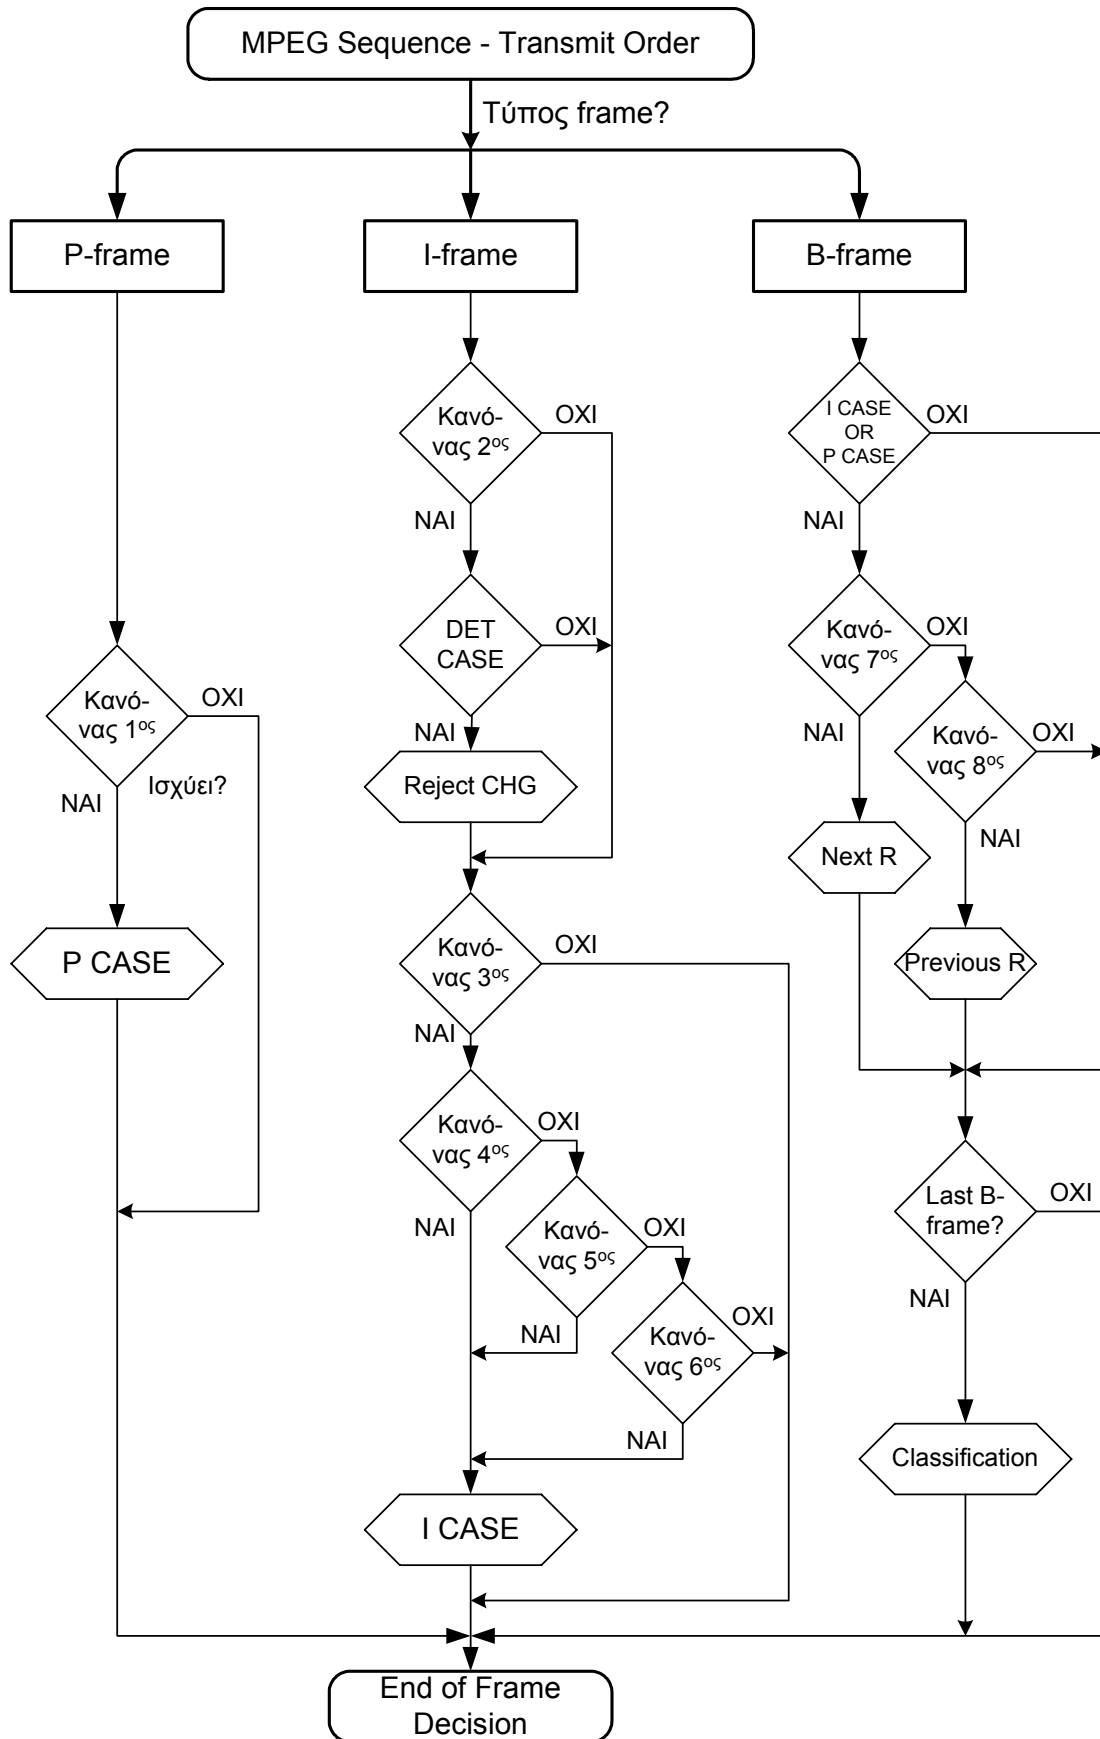 MPEG Sequence - Transmit Order
Τύπος frame?
P-frame
I-frame
B-frame
Κανό-
νας 2ος
ΟΧΙ
ΝΑΙ
I CASE
OR
P CASE
ΟΧΙ
ΝΑΙ
DET
CASE
ΟΧΙ
ΝΑΙ
Κανό-
νας 7ος
ΟΧΙ
ΝΑΙ
Κανό-
νας 1ος
ΟΧΙ
Ισχύει?
ΝΑΙ
Reject CHG
Κανό-
νας 8ος
ΟΧΙ
ΝΑΙ
Next R
P CASE
Κανό-
νας 3ος
ΟΧΙ
ΝΑΙ
Previous R
Κανό-
νας 4ος
ΟΧΙ
ΝΑΙ
Κανό-
νας 5ος
ΟΧΙ
ΝΑΙ
Κανό-
νας 6ος
ΟΧΙ
ΝΑΙ
Last B-
frame?
ΟΧΙ
ΝΑΙ
Classification
I CASE
End of Frame
Decision